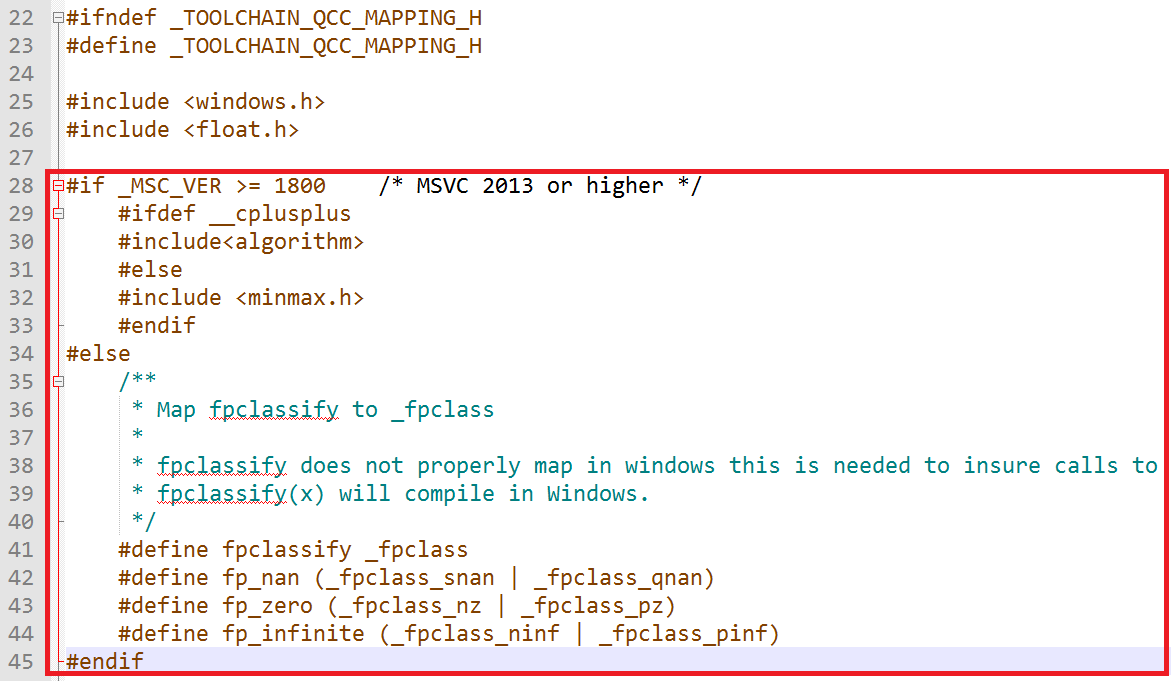 22 #ifndef _TOOLCHAIN_QCC_MAPPING_H
23 #define _TOOLCHAIN_QCC_MAPPING_H
24
25 #include <windows.h>
26 #include <float.h>
27
28 #if _MSC_VER >= 1800    /* MSVC 2013 or higher */
29     #ifdef __cplusplus
30     #include<algorithm>
31     #else
32     #include <minmax.h>
33     #endif
34 #else
35     /**
36      * Map fpclassify to _fpclass
37      *
38      * fpclassify does not properly map in windows this is needed to insure calls to
39      * fpclassify(x) will compile in Windows.
40      */
41     #define fpclassify _fpclass
42     #define fp_nan (_fpclass_snan | _fpclass_qnan)
43     #define fp_zero (_fpclass_nz | _fpclass_pz)
44     #define fp_infinite (_fpclass_ninf | _fpclass_pinf)
45 #endif